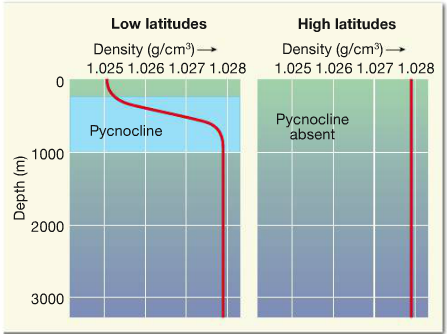 Low latitudes
Density (g/cm³)→
1.025 1.026 1.027 1.028
High latitudes
Density (g/cm³)→
1.025 1.026 1.027 1.028
Depth (m)
0
1000
2000
3000
Pycnocline
Pycnocline
absent